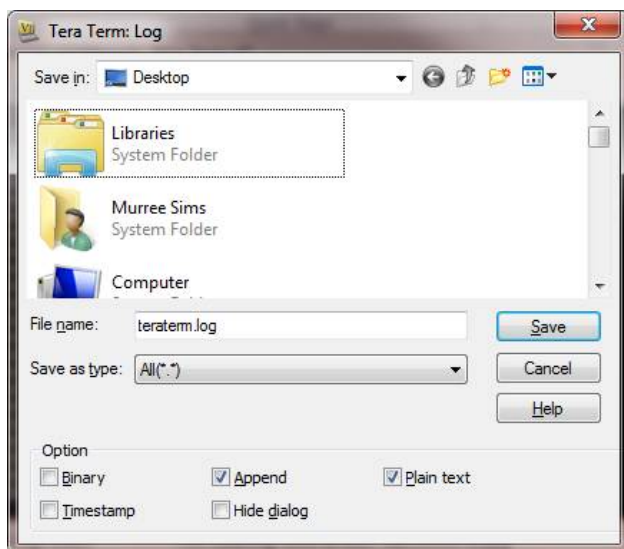 Tera Term: Log
Save in: Desktop
Libraries
System Folder
Murree Sims
System Folder
Computer
File name: teraterm.log Save
Save as type: All(*.*) Cancel
Help
Option
Binary Append Plain text
Timestamp Hide dialog